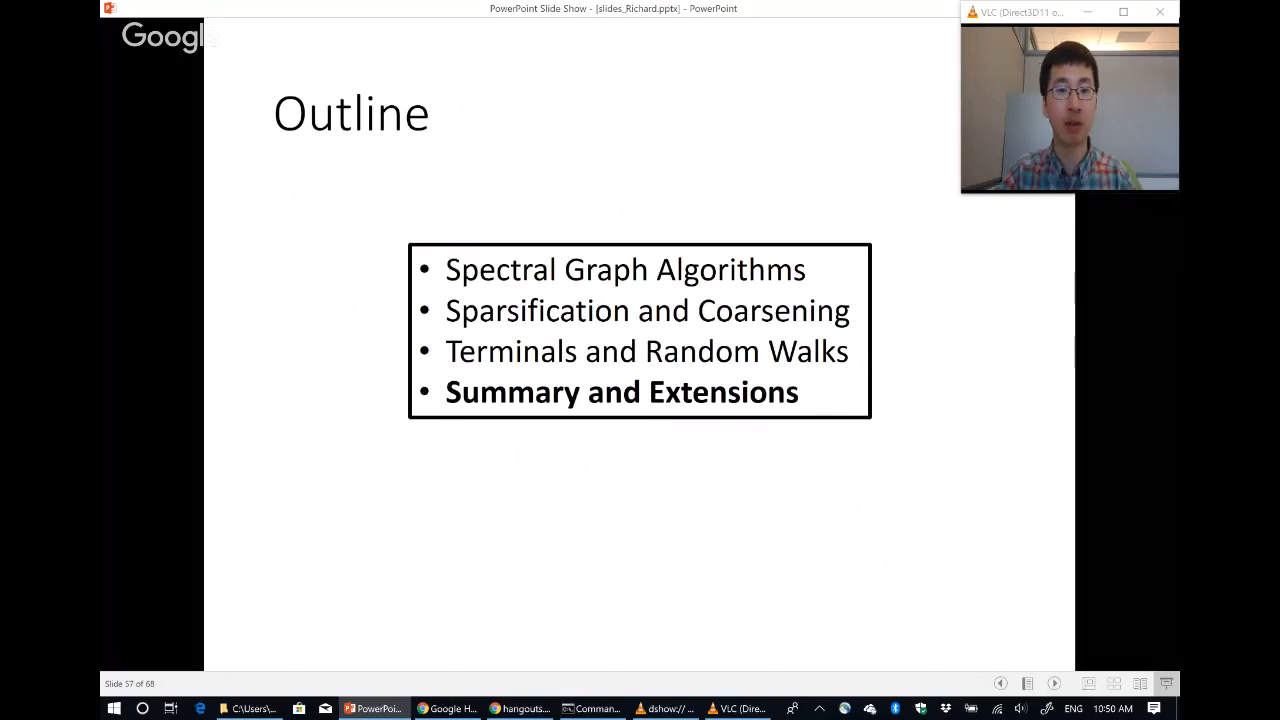 PowerPoint Slide Show - [slides_Richard.pptx] - PowerPoint
VLC (Direct3D11 o...
Google
Outline
• Spectral Graph Algorithms
• Sparsification and Coarsening
• Terminals and Random Walks
• Summary and Extensions
Slide 57 of 68
C:\Users\...
PowerPoi...
Google H...
hangouts...
Comman...
dshow:// ...
VLC (Dire...
10:50 AM